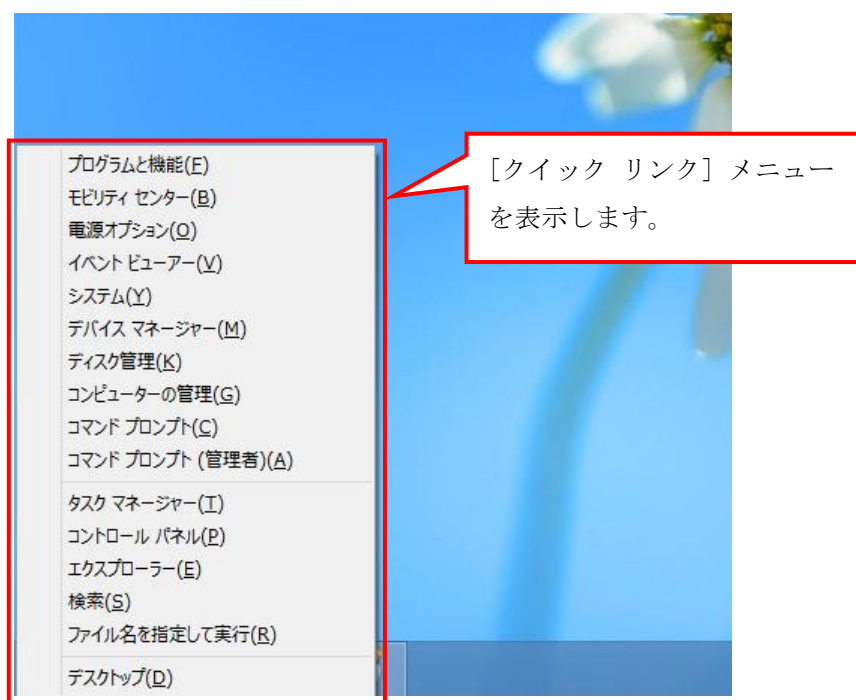 プログラムと機能(F)
モビリティ センター(B)
電源オプション(O)
イベント ビューアー(V)
システム(Y)
デバイス マネージャー(M)
ディスク管理(K)
コンピューターの管理(G)
コマンド プロンプト(C)
コマンド プロンプト (管理者)(A)
タスク マネージャー(T)
コントロール パネル(P)
エクスプローラー(E)
検索(S)
ファイル名を指定して実行(R)
デスクトップ(D)
[クイック リンク] メニュー
を表示します。